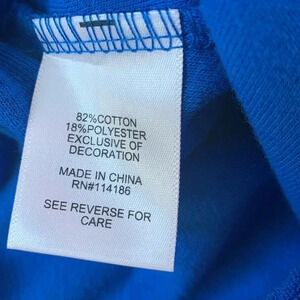 82%COTTON
18%POLYESTER
EXCLUSIVE OF
DECORATION
MADE IN CHINA
RN#114186
SEE REVERSE FOR
CARE